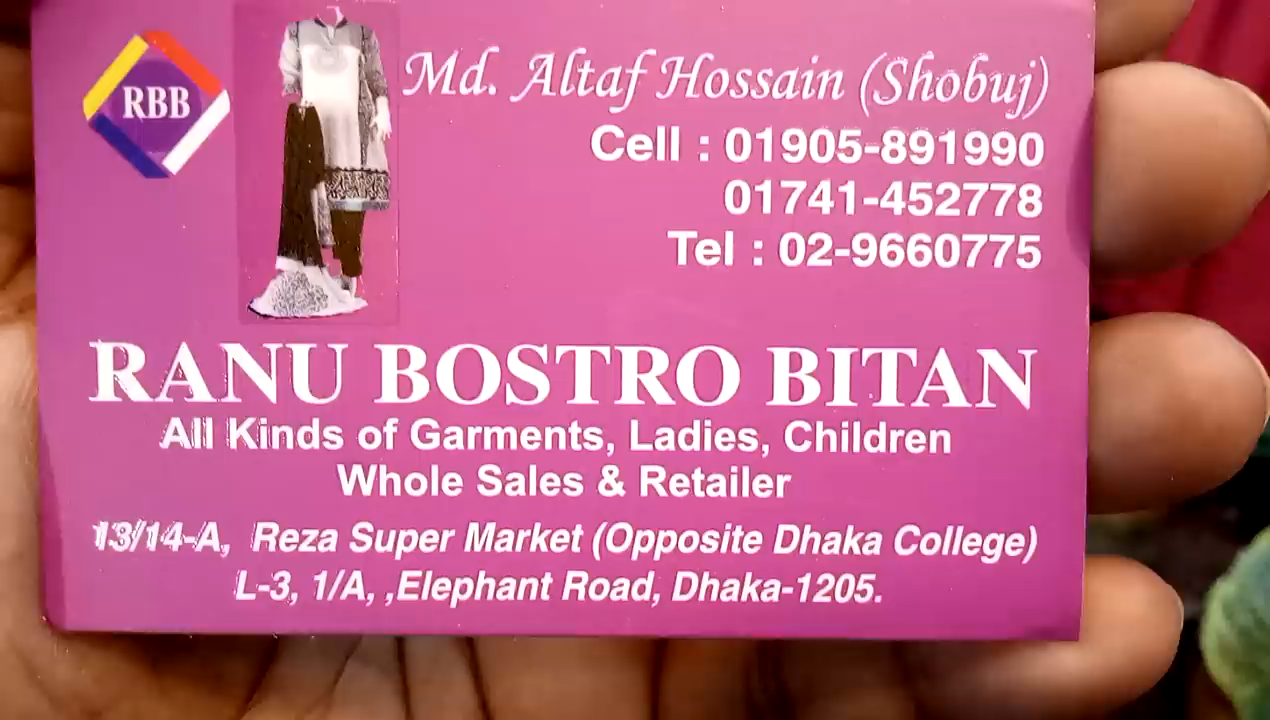 RBB
Md. Altaf Hossain (Shobuj)
Cell : 01905-891990
01741-452778
Tel : 02-9660775
RANU BOSTRO BITAN
All Kinds of Garments, Ladies, Children
Whole Sales & Retailer
13/14-A, Reza Super Market (Opposite Dhaka College)
L-3, 1/A, ,Elephant Road, Dhaka-1205.